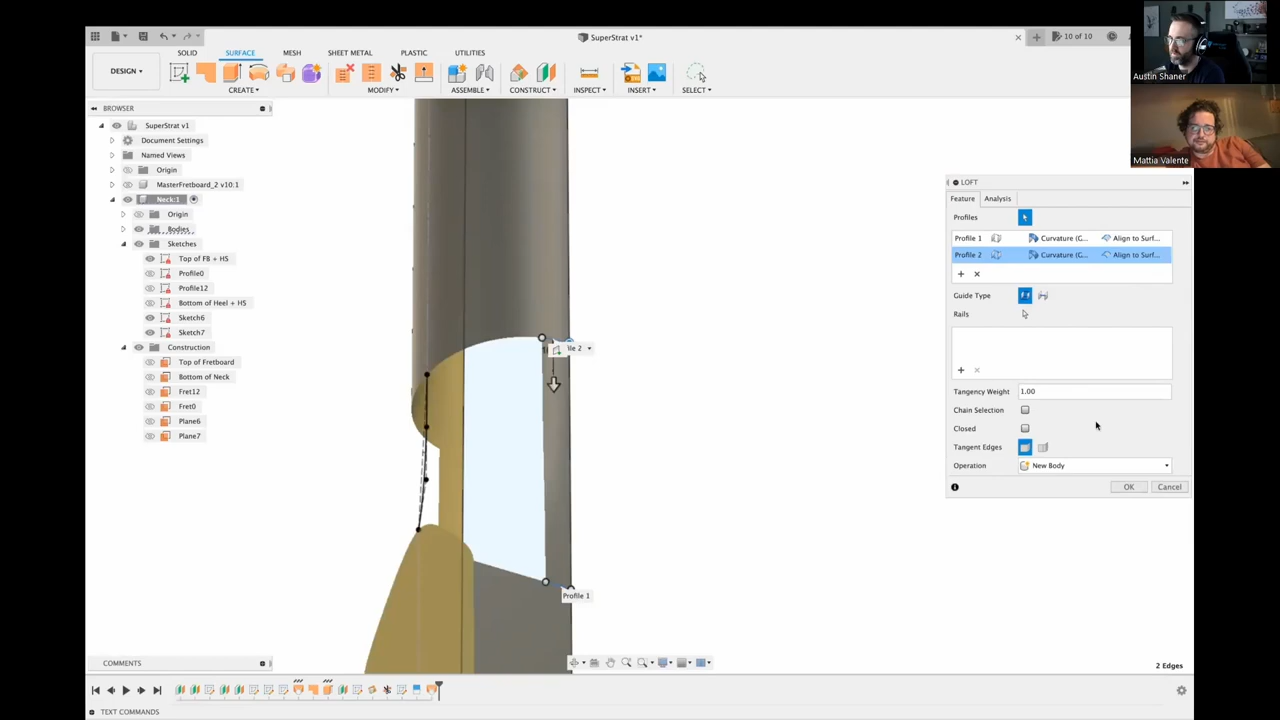 SuperStrat v1*
10 of 10
Austin Shaner
SOLID SURFACE MESH SHEET METAL PLASTIC UTILITIES
DESIGN
CREATE MODIFY ASSEMBLE CONSTRUCT INSPECT INSERT SELECT
BROWSER
SuperStrat v1
Document Settings
Named Views
Origin
MasterFretboard_2 v10:1
Neck:1
Origin
Bodies
Sketches
Top of FB + HS
Profile0
Profile12
Bottom of Heel + HS
Sketch6
Sketch7
Construction
Top of Fretboard
Bottom of Neck
Fret12
Fret0
Plane6
Plane7
Mattia Valente
LOFT
Feature Analysis
Profiles
Profile 1 Curvature (G... Align to Surf...
Profile 2 Curvature (G... Align to Surf...
Guide Type
Rails
Tangency Weight 1.00
Chain Selection
Closed
Tangent Edges
Operation New Body
OK Cancel
file 2
Profile 1
2 Edges
COMMENTS
TEXT COMMANDS